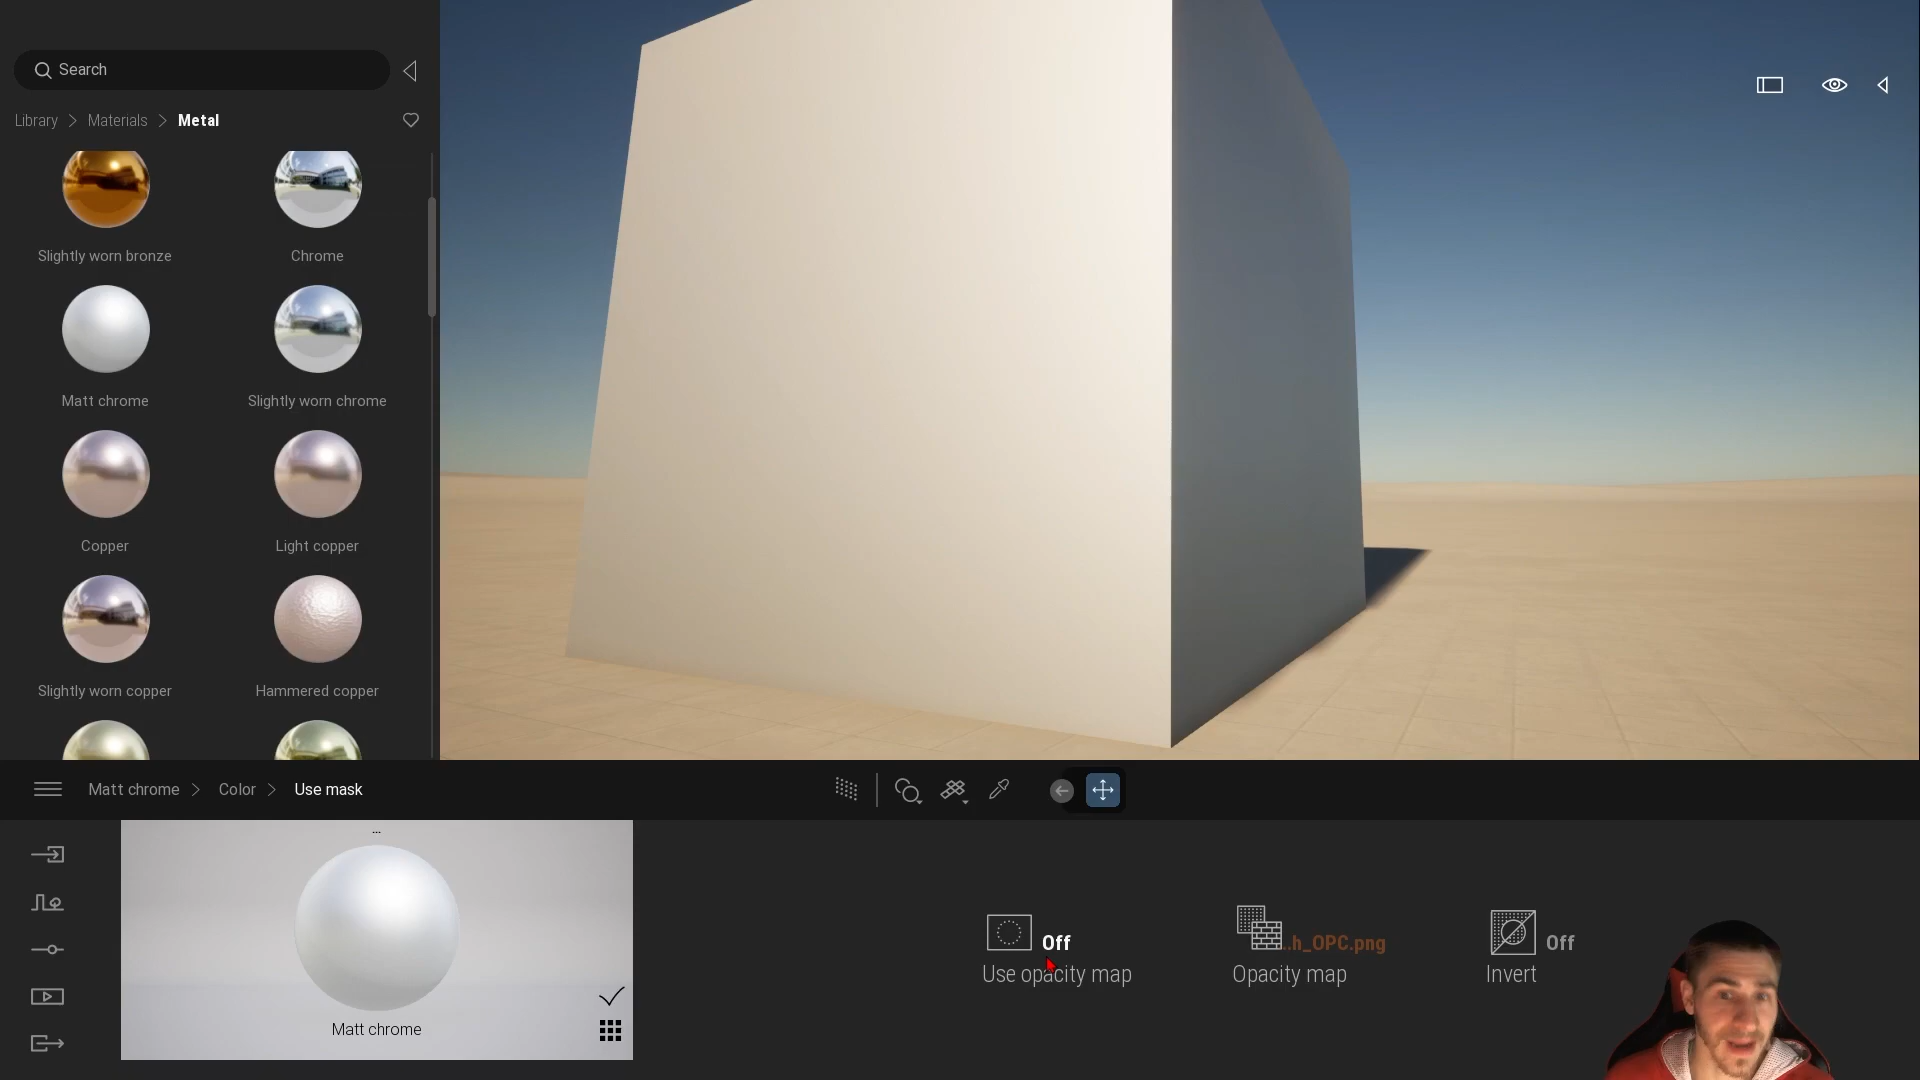 Search
Library
Materials
Metal
Slightly worn bronze
Chrome
Matt chrome
Slightly worn chrome
Copper
Light copper
Slightly worn copper
Hammered copper
Matt chrome
Color
Use mask
...
Matt chrome
Off
Use opacity map
..h_OPC.png
Opacity map
Off
Invert